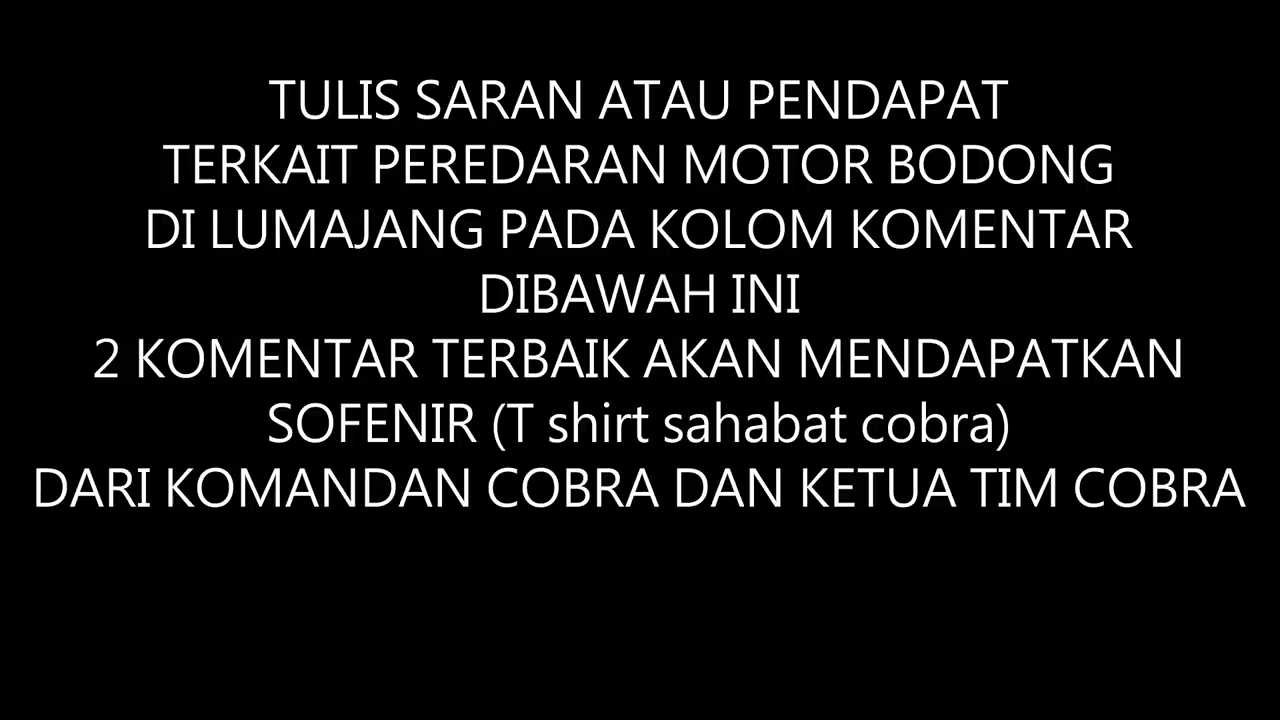 TULIS SARAN ATAU PENDAPAT
TERKAIT PEREDARAN MOTOR BODONG
DI LUMAJANG PADA KOLOM KOMENTAR
DIBAWAH INI
2 KOMENTAR TERBAIK AKAN MENDAPATKAN
SOFENIR (T shirt sahabat cobra)
DARI KOMANDAN COBRA DAN KETUA TIM COBRA